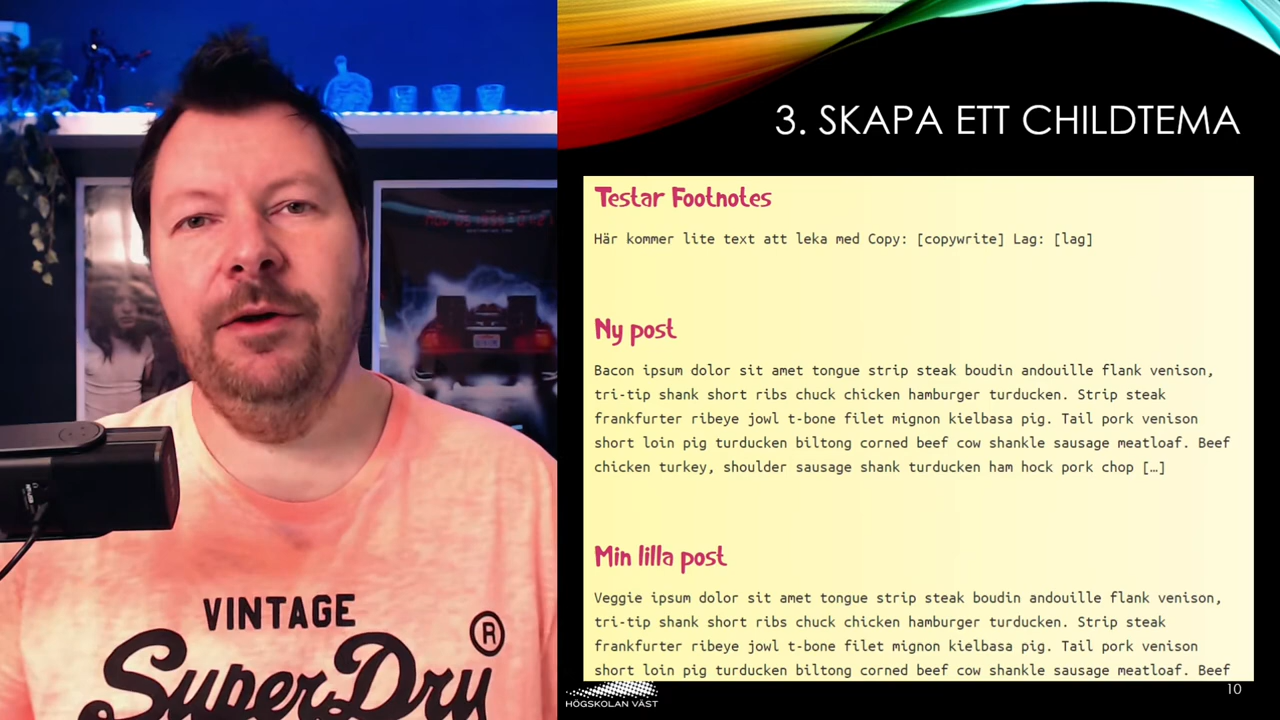 3. SKAPA ETT CHILDTEMA
Testar Footnotes
Här kommer lite text att leka med Copy: [copywrite] Lag: [lag]
Ny post
Bacon ipsum dolor sit amet tongue strip steak boudin andouille flank venison,
tri-tip shank short ribs chuck chicken hamburger turducken. Strip steak
frankfurter ribeye jowl t-bone filet mignon kielbasa pig. Tail pork venison
short loin pig turducken biltong corned beef cow shankle sausage meatloaf. Beef
chicken turkey, shoulder sausage shank turducken ham hock pork chop […]
Min lilla post
Veggie ipsum dolor sit amet tongue strip steak boudin andouille flank venison,
tri-tip shank short ribs chuck chicken hamburger turducken. Strip steak
frankfurter ribeye jowl t-bone filet mignon kielbasa pig. Tail pork venison
short loin pig turducken biltong corned beef cow shankle sausage meatloaf. Beef
HÖGSKOLAN VÄST
10
VINTAGE
SuperDry®